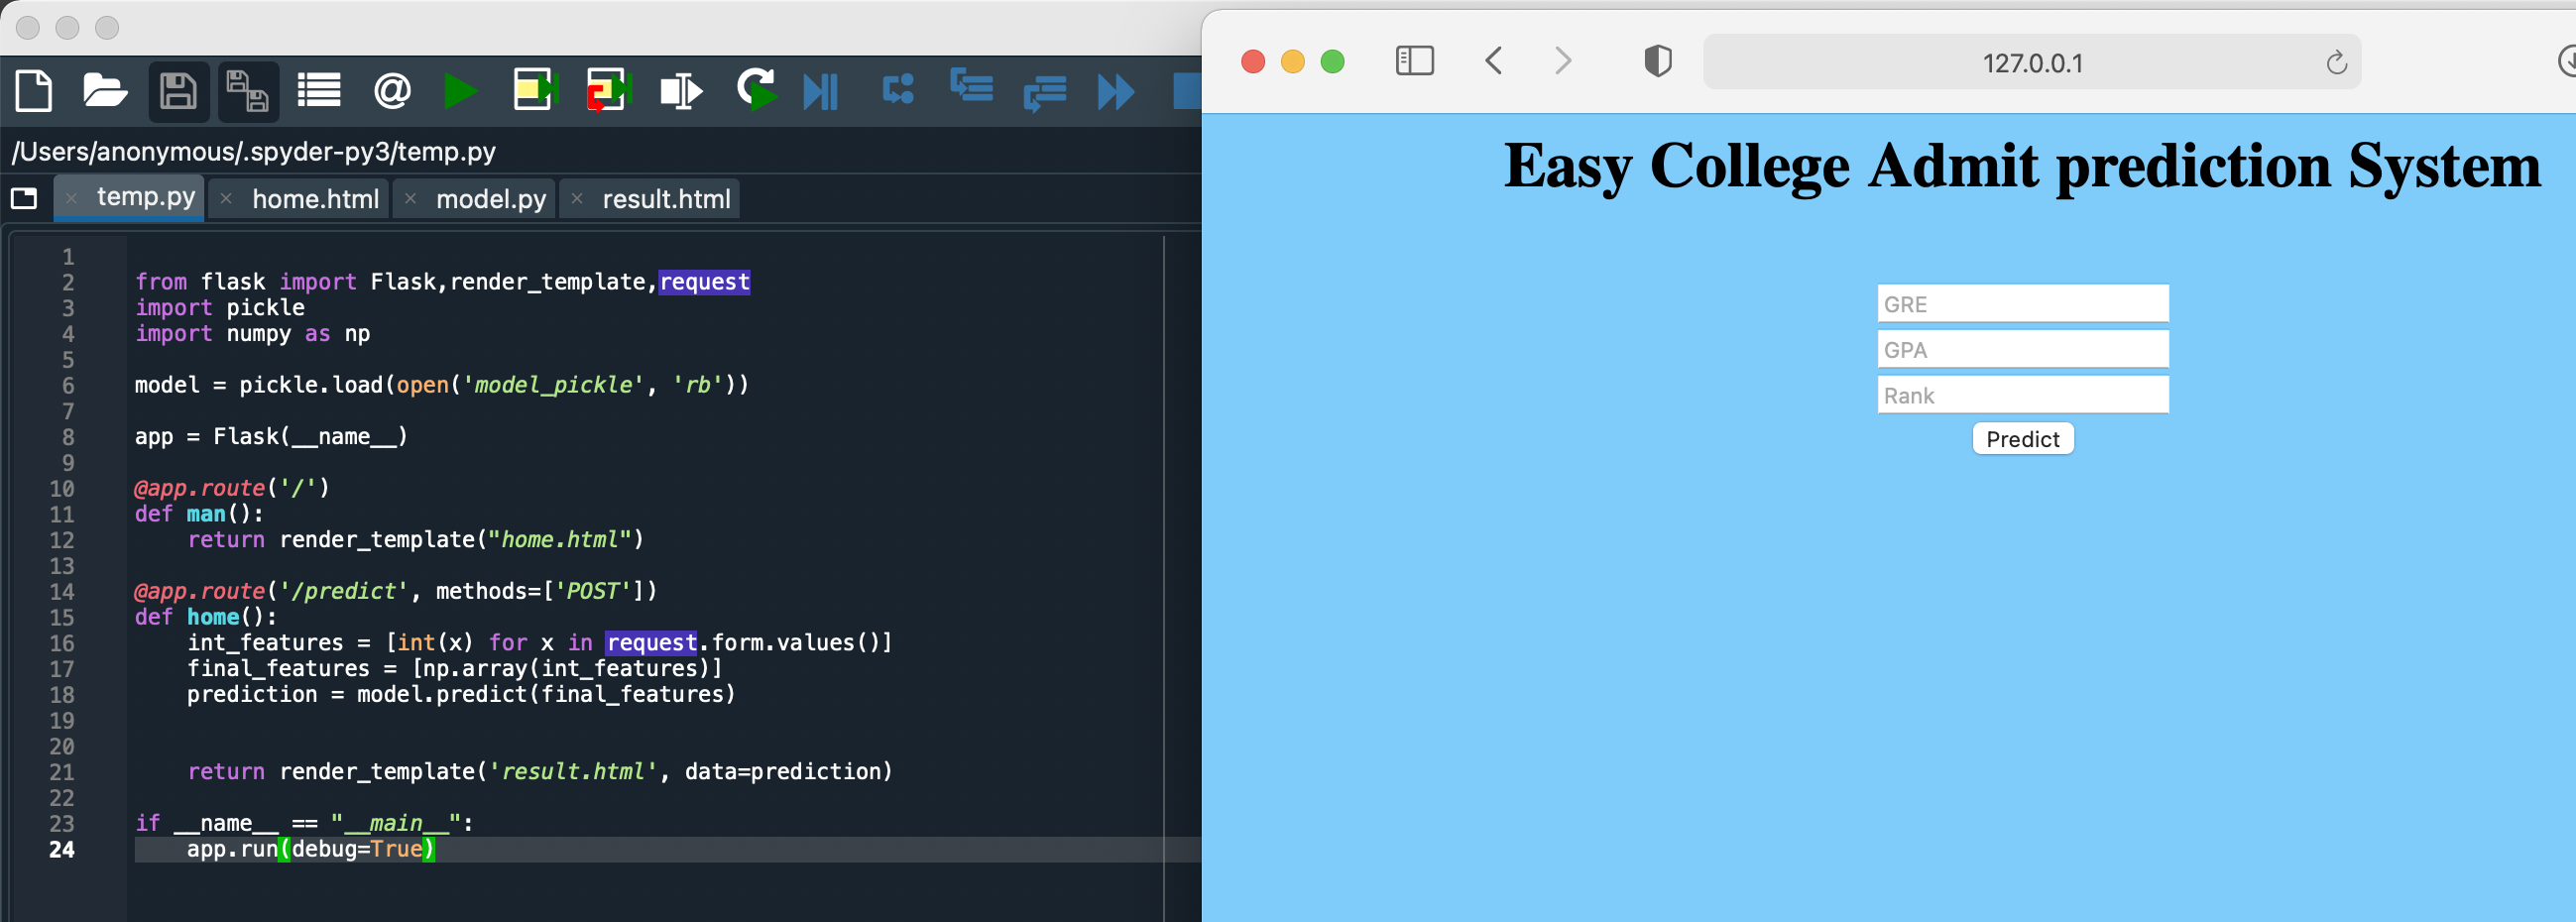 /Users/anonymous/.spyder-py3/temp.py
temp.py
home.html
model.py
result.html
1
2 from flask import Flask,render_template,request
3 import pickle
4 import numpy as np
5
6 model = pickle.load(open('model_pickle', 'rb'))
7
8 app = Flask(__name__)
9
10 @app.route('/')
11 def man():
12     return render_template("home.html")
13
14 @app.route('/predict', methods=['POST'])
15 def home():
16     int_features = [int(x) for x in request.form.values()]
17     final_features = [np.array(int_features)]
18     prediction = model.predict(final_features)
19
20
21     return render_template('result.html', data=prediction)
22
23 if __name__ == "__main__":
24     app.run(debug=True)
127.0.0.1
Easy College Admit prediction System
GRE
GPA
Rank
Predict